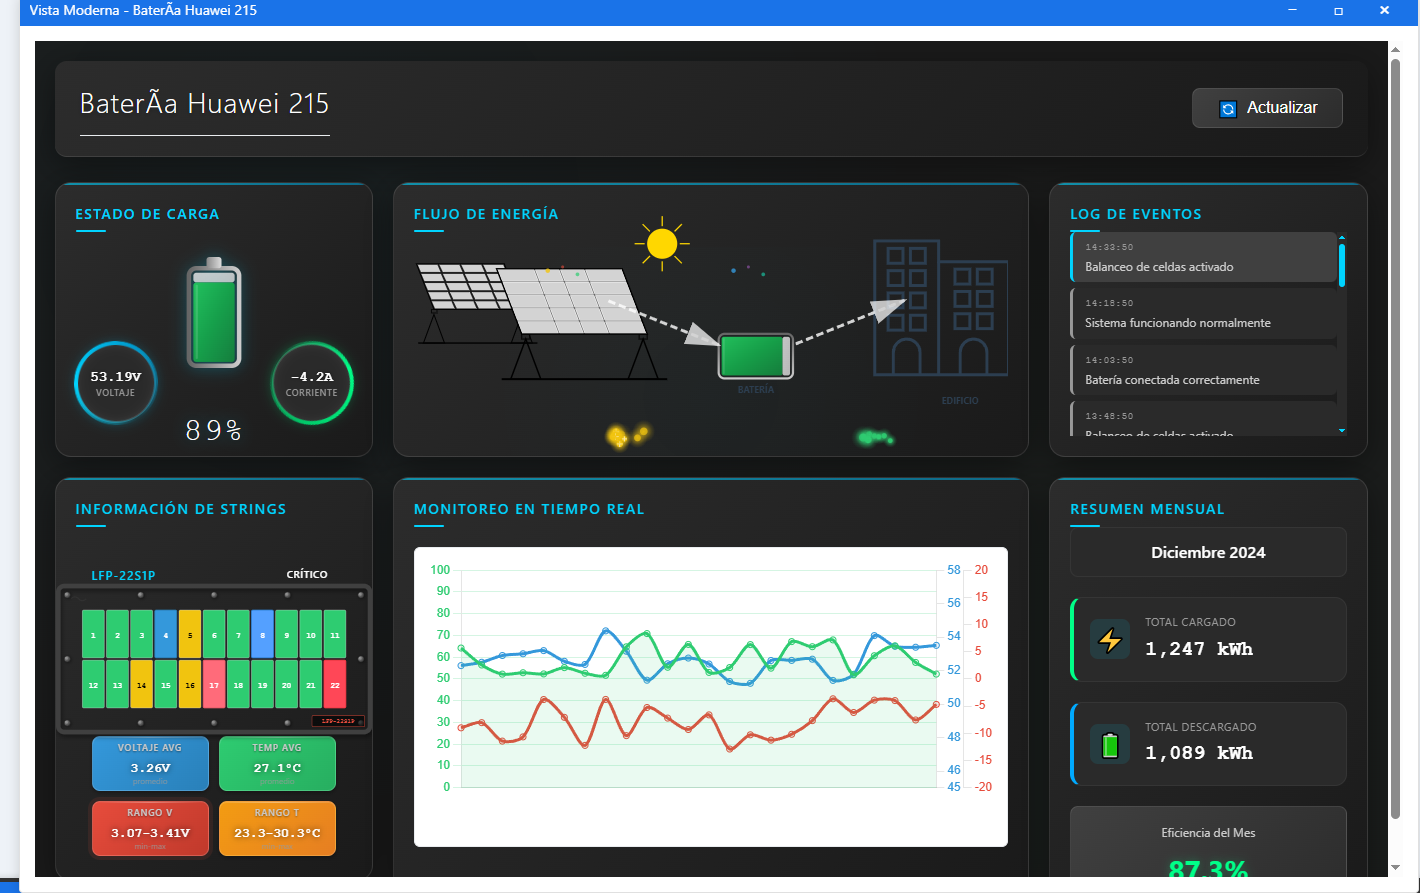 Vista Moderna - BaterÃa Huawei 215
BaterÃa Huawei 215
Actualizar
ESTADO DE CARGA
53.19V
VOLTAJE
-4.2A
CORRIENTE
89%
FLUJO DE ENERGÍA
BATERÍA
EDIFICIO
LOG DE EVENTOS
14:33:50
Balanceo de celdas activado
14:18:50
Sistema funcionando normalmente
14:03:50
Batería conectada correctamente
13:48:50
Balanceo de celdas activado
INFORMACIÓN DE STRINGS
LFP-22S1P
CRÍTICO
1 2 3 4 5 6 7 8 9 10 11
12 13 14 15 16 17 18 19 20 21 22
LFP-22S1P
VOLTAJE AVG
3.26V
promedio
TEMP AVG
27.1°C
promedio
RANGO V
3.07-3.41V
min max
RANGO T
23.3-30.3°C
MONITOREO EN TIEMPO REAL
100
90
80
70
60
50
40
30
20
10
0
58
56
54
52
50
48
46
45
20
15
10
5
0
-5
-10
-15
-20
RESUMEN MENSUAL
Diciembre 2024
TOTAL CARGADO
1,247 kWh
TOTAL DESCARGADO
1,089 kWh
Eficiencia del Mes
87.3%